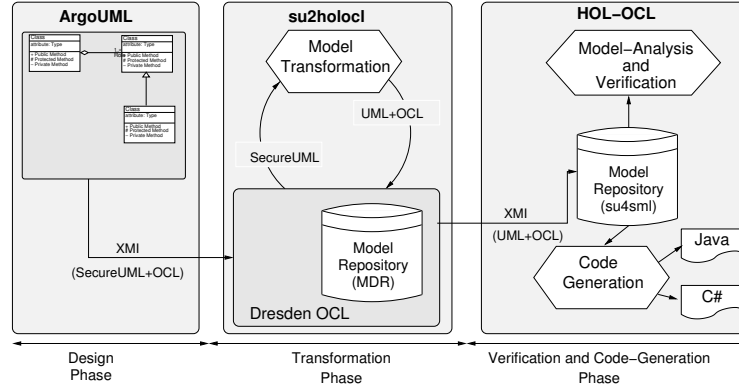 ArgoUML
Class
attribute: Type
+ Public Method
# Protected Method
− Private Method
Class
attribute: Type
+ Public Method
# Protected Method
− Private Method
Class
attribute: Type
+ Public Method
# Protected Method
− Private Method
XMI
(SecureUML+OCL)
su2holocl
Model
Transformation
UML+OCL
SecureUML
Model
Repository
(MDR)
Dresden OCL
XMI
(UML+OCL)
HOL−OCL
Model−Analysis
and
Verification
Model
Repository
(su4sml)
Code
Generation
Java
C#
Design
Phase
Transformation
Phase
Verification and Code−Generation
Phase